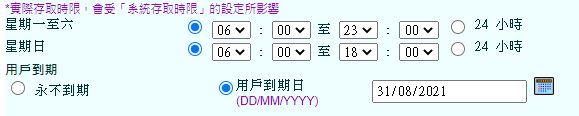 *實際存取時限，會受「系統存取時限」的設定所影響
星期一至六 06 : 00 至 23 : 00 24 小時
星期日 06 : 00 至 18 : 00 24 小時
用戶到期
永不到期 用戶到期日 31/08/2021
(DD/MM/YYYY)